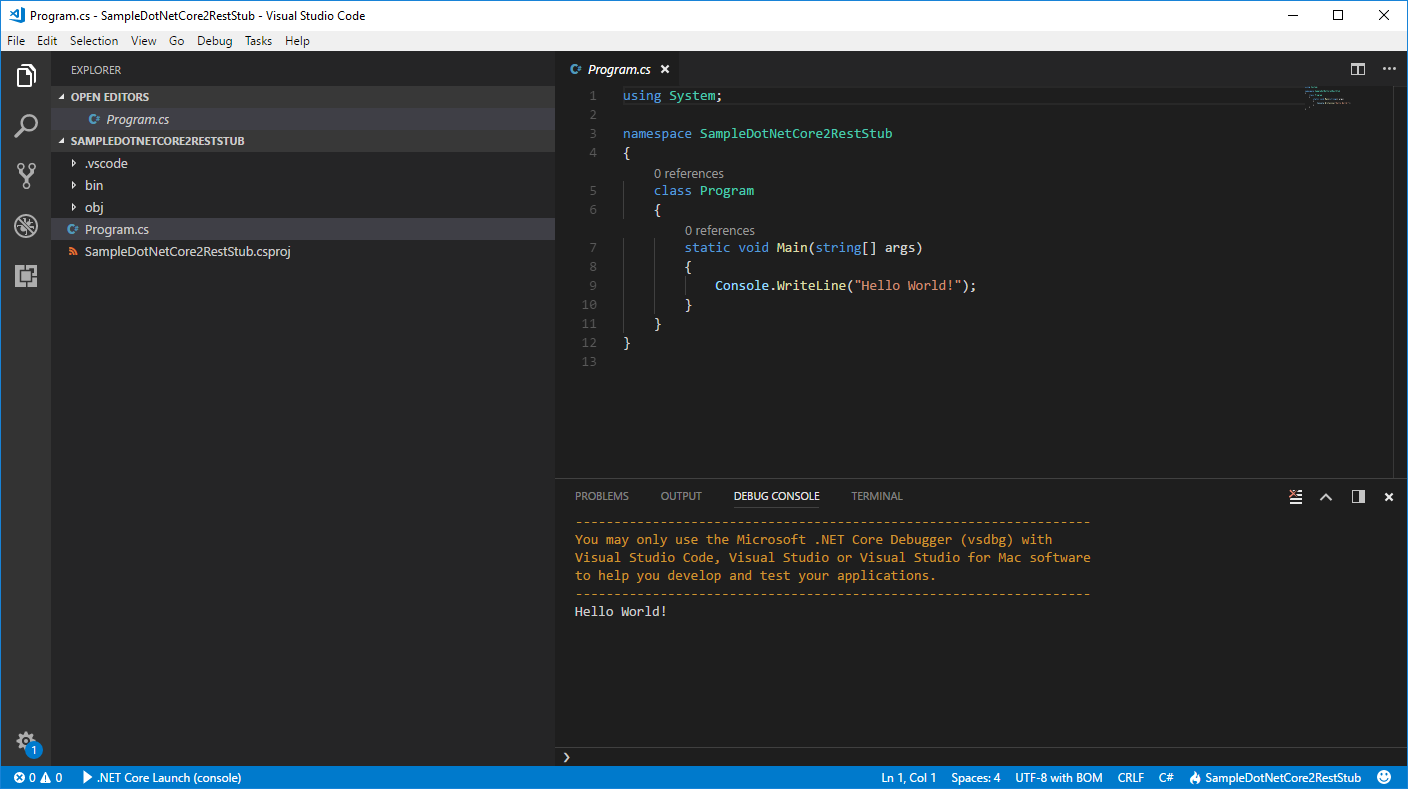 Program.cs - SampleDotNetCore2RestStub - Visual Studio Code
File Edit Selection View Go Debug Tasks Help
EXPLORER
OPEN EDITORS
C# Program.cs
SAMPLEDOTNETCORE2RESTSTUB
.vscode
bin
obj
C# Program.cs
SampleDotNetCore2RestStub.csproj
1
C# Program.cs
1 using System;
2
3 namespace SampleDotNetCore2RestStub
4 {
0 references
5 class Program
6 {
0 references
7 static void Main(string[] args)
8 {
9 Console.WriteLine("Hello World!");
10 }
11 }
12 }
13
PROBLEMS OUTPUT DEBUG CONSOLE TERMINAL
-------------------------------------------------------------------
You may only use the Microsoft .NET Core Debugger (vsdbg) with
Visual Studio Code, Visual Studio or Visual Studio for Mac software
to help you develop and test your applications.
-------------------------------------------------------------------
Hello World!
0 0 .NET Core Launch (console) Ln 1, Col 1 Spaces: 4 UTF-8 with BOM CRLF C# SampleDotNetCore2RestStub